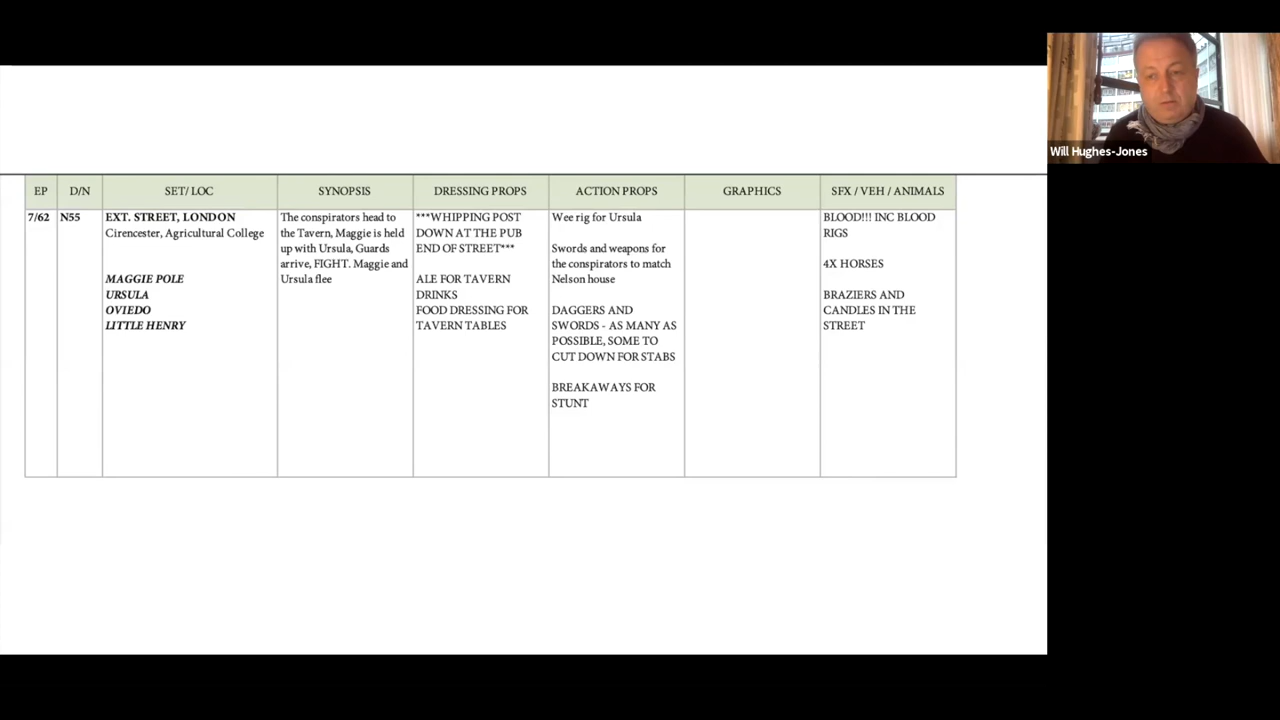 Will Hughes-Jones
EP D/N SET/ LOC SYNOPSIS DRESSING PROPS ACTION PROPS GRAPHICS SFX / VEH / ANIMALS
7/62
N55
EXT. STREET, LONDON
Cirencester, Agricultural College
MAGGIE POLE
URSULA
OVIEDO
LITTLE HENRY
The conspirators head to
the Tavern, Maggie is held
up with Ursula, Guards
arrive, FIGHT. Maggie and
Ursula flee
***WHIPPING POST
DOWN AT THE PUB
END OF STREET***
ALE FOR TAVERN
DRINKS
FOOD DRESSING FOR
TAVERN TABLES
Wee rig for Ursula
Swords and weapons for
the conspirators to match
Nelson house
DAGGERS AND
SWORDS - AS MANY AS
POSSIBLE, SOME TO
CUT DOWN FOR STABS
BREAKAWAYS FOR
STUNT
BLOOD!!! INC BLOOD
RIGS
4X HORSES
BRAZIERS AND
CANDLES IN THE
STREET